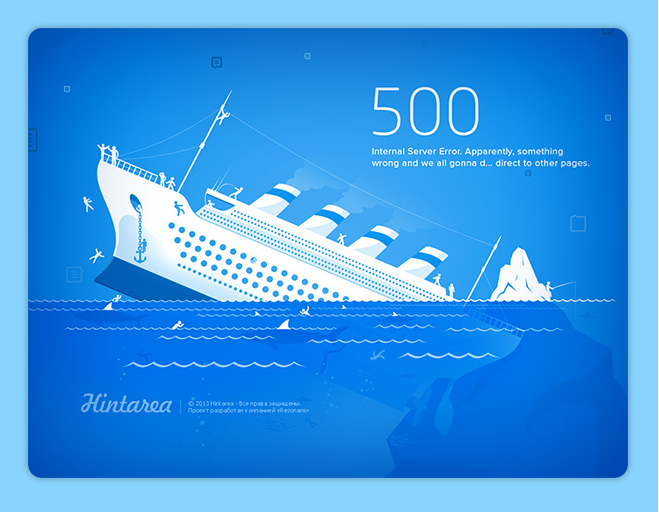 500
Internal Server Error. Apparently, something
wrong and we all gonna d... direct to other pages.
Hintarea
© 2013 Hintarea - Все права защищены.
Проект разработан компанией «Rezonans»